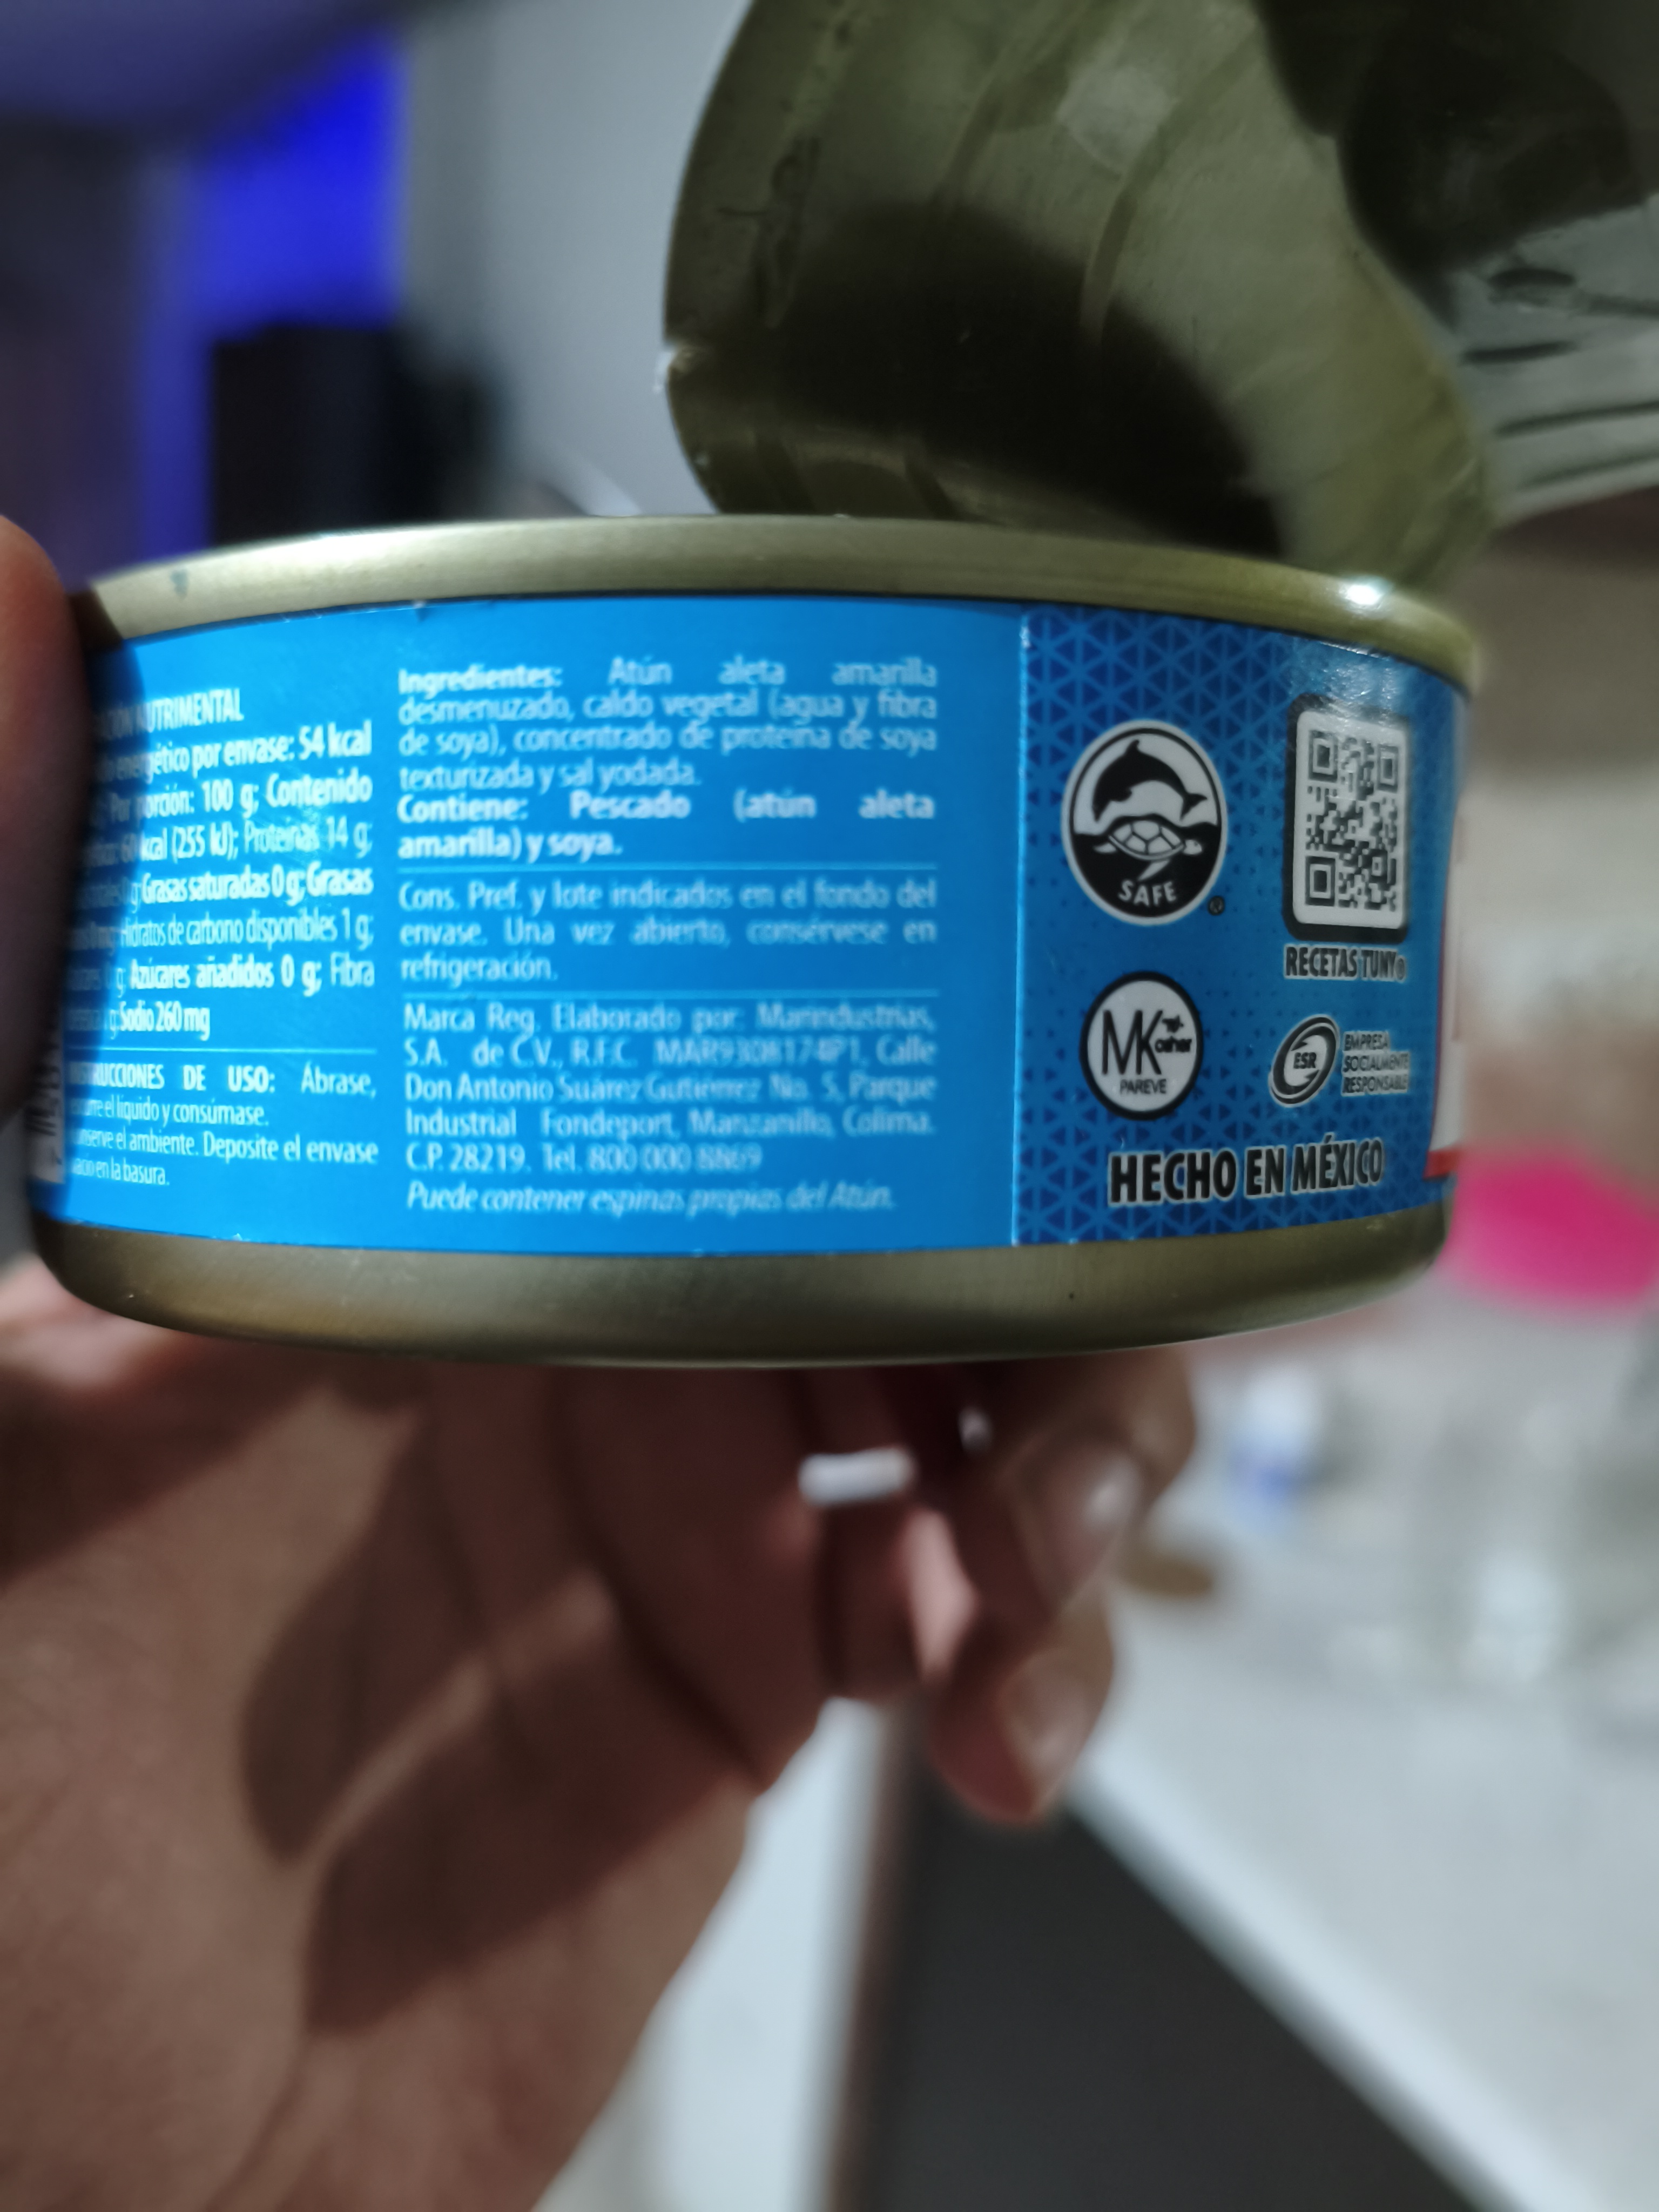 NUTRIMENTAL
energético por envase: 54 kcal
Por porción: 100 g; Contenido
kcal (255 kJ); Proteínas 14 g;
g; Grasas saturadas 0 g; Grasas
Hidratos de carbono disponibles 1 g;
g; Azúcares añadidos 0 g; Fibra
g; Sodio 260 mg
DE USO: Ábrase,
el líquido y consúmase.
el ambiente. Deposite el envase
en la basura.
Ingredientes: Atún aleta amarilla
desmenuzado, caldo vegetal (agua y fibra
de soya), concentrado de proteína de soya
texturizada y sal yodada.
Contiene: Pescado (atún aleta
amarilla) y soya.
Cons. Pref. y lote indicados en el fondo del
envase. Una vez abierto, consérvese en
refrigeración.
Marca Reg. Elaborado por: Marindustrias,
S.A. de C.V., R.F.C. MAR9308174P1, Calle
Don Antonio Suárez Gutiérrez No. 5, Parque
Industrial Fondeport, Manzanillo, Colima.
C.P. 28219. Tel. 800 000 8869
Puede contener espinas propias del Atún.
SAFE
®
RECETAS TUNY®
MK
PAREVE
ESR
EMPRESA
SOCIALMENTE
RESPONSABLE
HECHO EN MÉXICO